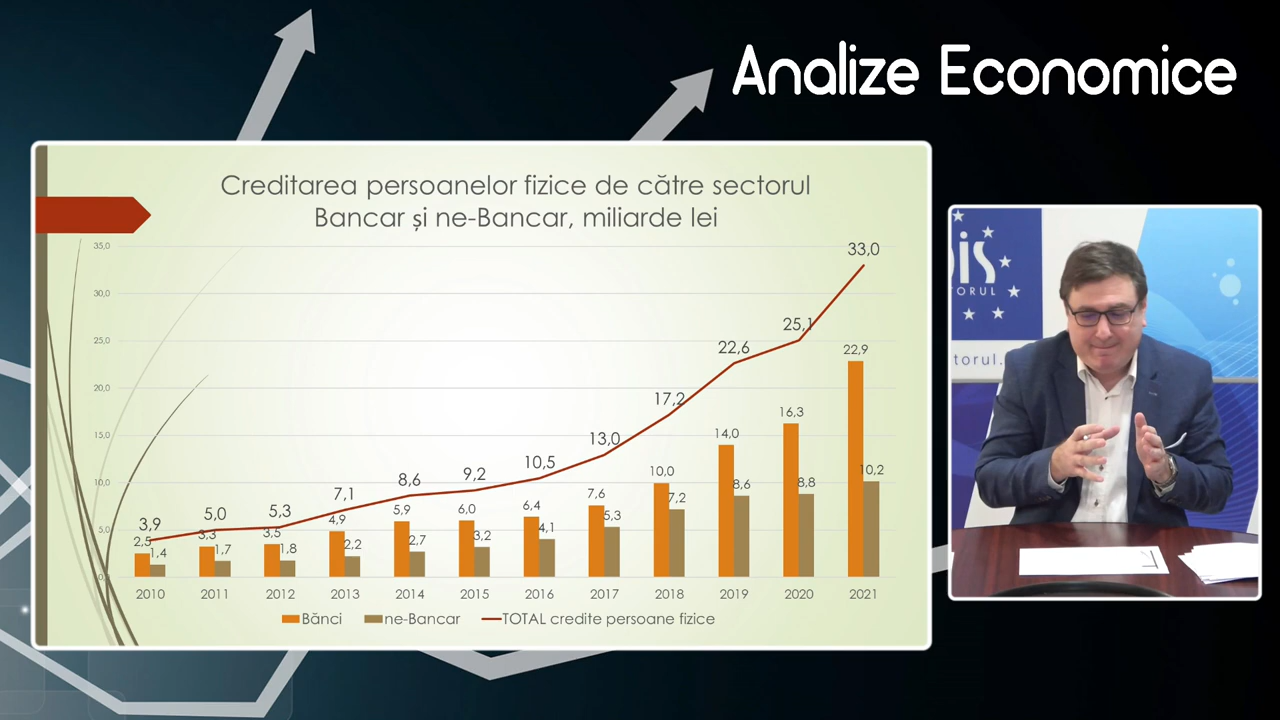 Analize Economice
Creditarea persoanelor fizice de către sectorul
Bancar și ne-Bancar, miliarde lei
35,0
30,0
25,0
20,0
15,0
10,0
5,0
3,9 5,0 5,3 7,1 8,6 9,2 10,5 13,0 17,2 22,6 25,1 33,0
2,5 3,3 3,5 4,9 5,9 6,0 6,4 7,6 10,0 14,0 16,3 22,9
1,4 1,7 1,8 2,2 2,7 3,2 4,1 5,3 7,2 8,6 8,8 10,2
2010 2011 2012 2013 2014 2015 2016 2017 2018 2019 2020 2021
Bănci ne-Bancar TOTAL credite persoane fizice